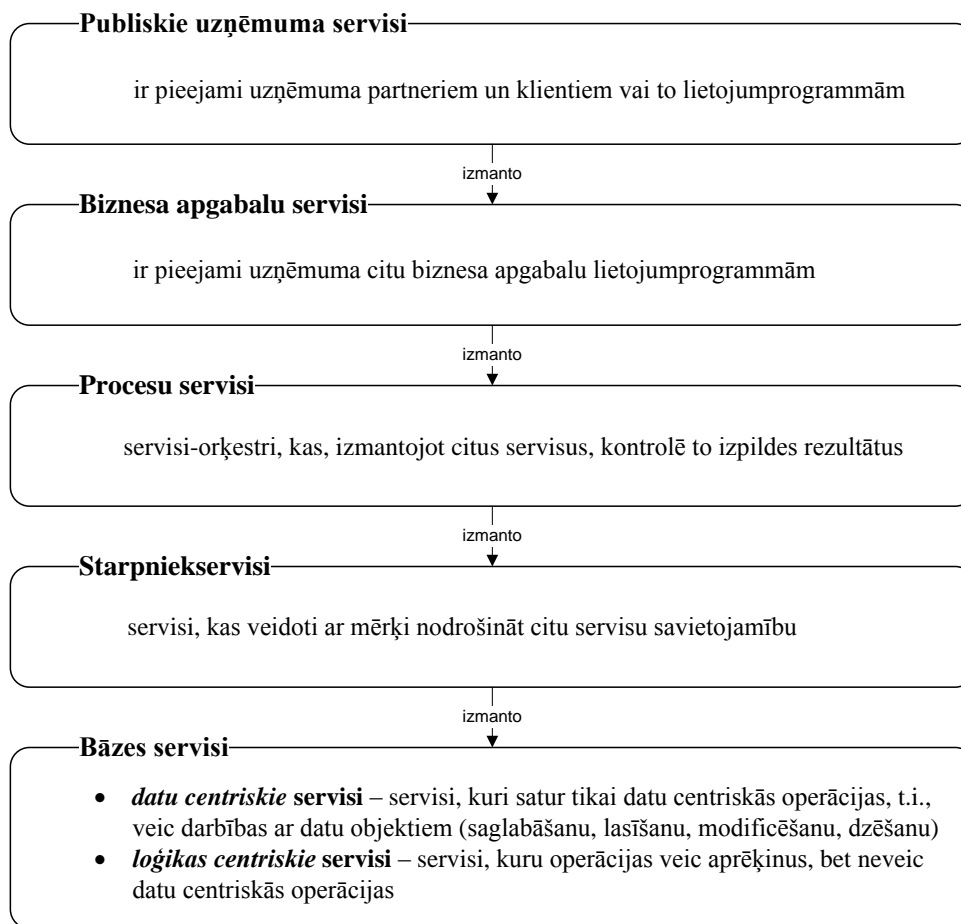 Publiskie uzņēmuma servisi
ir pieejami uzņēmuma partneriem un klientiem vai to lietojumprogrammām
izmanto
Biznesa apgabalu servisi
ir pieejami uzņēmuma citu biznesa apgabalu lietojumprogrammām
izmanto
Procesu servisi
servisi-orķestri, kas, izmantojot citus servisus, kontrolē to izpildes rezultātus
izmanto
Starpniekservisi
servisi, kas veidoti ar mērķi nodrošināt citu servisu savietojamību
izmanto
Bāzes servisi
• datu centriskie servisi – servisi, kuri satur tikai datu centriskās operācijas, t.i.,
veic darbības ar datu objektiem (saglabāšanu, lasīšanu, modificēšanu, dzēšanu)
• loģikas centriskie servisi – servisi, kuru operācijas veic aprēķinus, bet neveic
datu centriskās operācijas